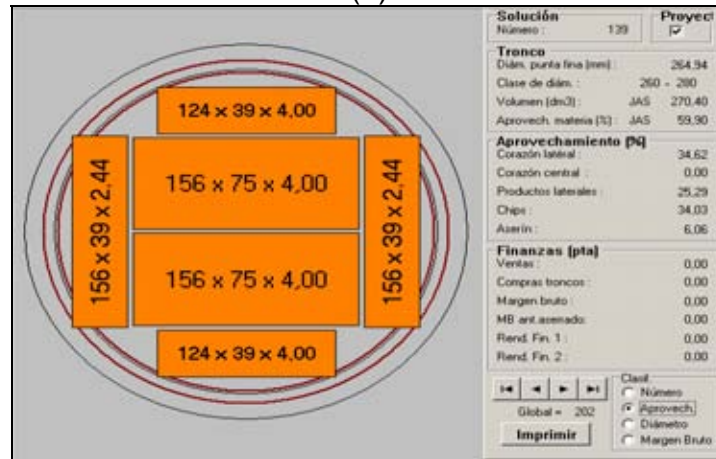 124 x 39 x 4,00
156 x 39 x 2,44
156 x 75 x 4,00
156 x 75 x 4,00
156 x 39 x 2,44
124 x 39 x 4,00
Solución
Número : 139
Proyec
Tronco
Diám. punta fina (mm) : 264,94
Clase de diám. : 260 - 280
Volumen (dm3) : JAS 270,40
Aprovech. materia (%) : JAS 59,90
Aprovechamiento (%)
Corazón latéral : 34,62
Corazón central : 0,00
Productos laterales : 25,29
Chips : 34,03
Aserín : 6,06
Finanzas (pta)
Ventas : 0,00
Compras troncos : 0,00
Margen bruto : 0,00
MB ant.aserrado: 0,00
Rend. Fin. 1 : 0,00
Rend. Fin. 2 : 0,00
Global = 202
Imprimir
Clasif.
Número
Aprovech.
Diámetro
Margen Bruto